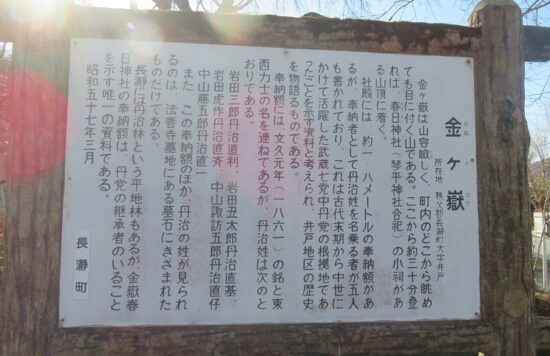 金ヶ嶽
かね
たけ
所在地 秩父郡長瀞町大字井戸
金ヶ嶽は山容嶮しく、町内のどこから眺め
ても目に付く山である。ここから約三十分登
れば、春日神社(琴平神社合祀)の小祠があ
る山頂に着く。
社殿には、約一・八メートルの奉納額があ
るが、奉納者として丹治姓を名乗る者が五人
も書かれており、これは古代末期から中世に
かけて活躍した武蔵七党中丹党の根拠地であ
ったことを示す資料と考えられ、井戸地区の歴史
を物語るものである。
奉納額には文久元年(一八六一)の銘と東
西力士の名を連ねてあるが、丹治姓は次のと
おりである。
岩田三郎丹治直利、岩田丑太郎丹治直基、
岩田虎作丹治直斉、中山諏訪五郎丹治直仔
中山藤五郎丹治直一
また、この奉納額のほか、丹治の姓が見られ
るのは、法善寺墓地にある墓石にきざまれた
ものだけである。
長瀞には丹治林という平地林もあるが、金嶽春
日神社の奉納額は、丹党の継承者のいること
を示す唯一の資料である。
昭和五十七年三月
長瀞町